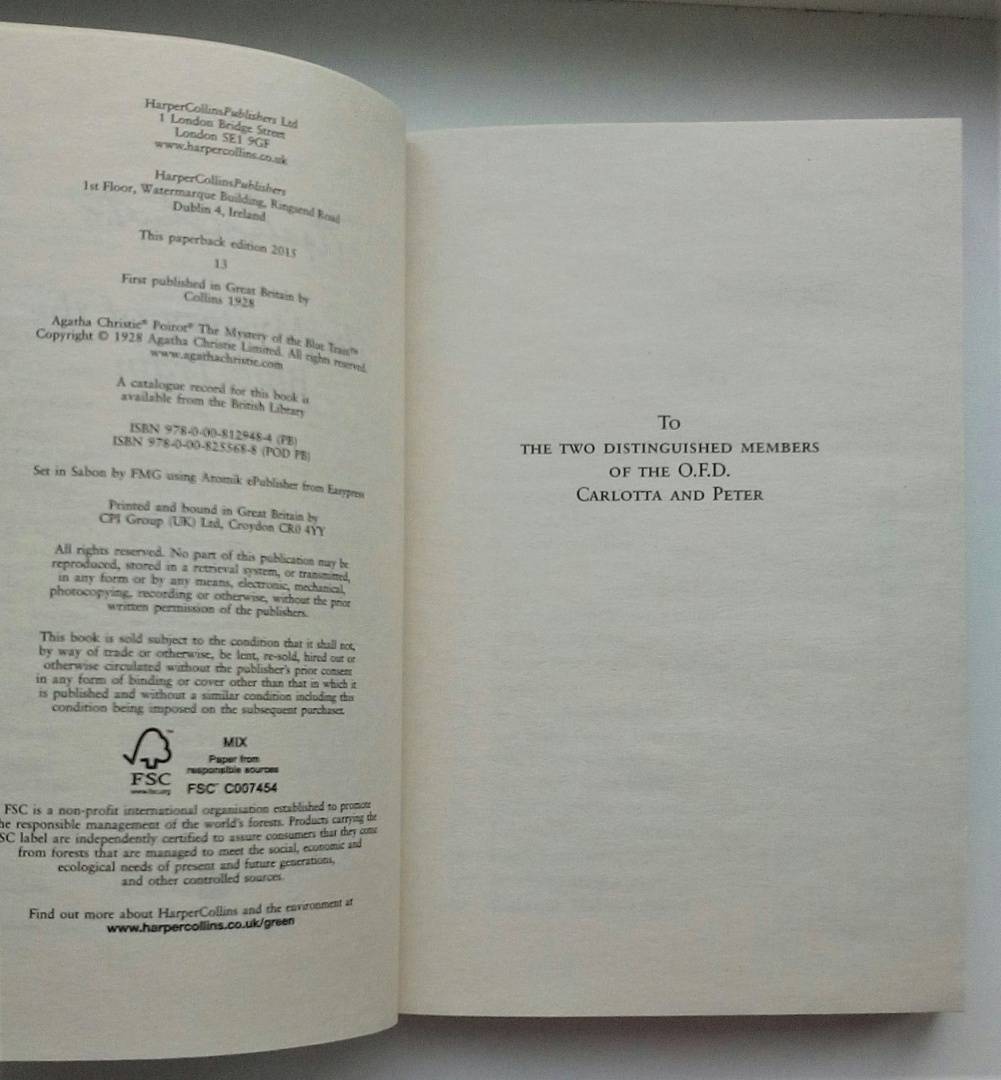 HarperCollinsPublishers Ltd
1 London Bridge Street
London SE1 9GF
www.harpercollins.co.uk
HarperCollinsPublishers
1st Floor, Watermarque Building, Ringsend Road
Dublin 4, Ireland
This paperback edition 2015
13
First published in Great Britain by
Collins 1928
Agatha Christie® Poirot® The Mystery of the Blue Train™
Copyright © 1928 Agatha Christie Limited. All rights reserved.
www.agathachristie.com
A catalogue record for this book is
available from the British Library
ISBN 978-0-00-812948-4 (PB)
ISBN 978-0-00-825568-8 (POD PB)
Set in Sabon by FMG using Atomik ePublisher from Easypress
Printed and bound in Great Britain by
CPI Group (UK) Ltd, Croydon CR0 4YY
All rights reserved. No part of this publication may be
reproduced, stored in a retrieval system, or transmitted,
in any form or by any means, electronic, mechanical,
photocopying, recording or otherwise, without the prior
written permission of the publishers.
This book is sold subject to the condition that it shall not,
by way of trade or otherwise, be lent, re-sold, hired out or
otherwise circulated without the publisher's prior consent
in any form of binding or cover other than that in which it
is published and without a similar condition including this
condition being imposed on the subsequent purchaser.
FSC
www.fsc.org
MIX
Paper from
responsible sources
FSC™ C007454
FSC is a non-profit international organisation established to promote
he responsible management of the world's forests. Products carrying the
SC label are independently certified to assure consumers that they come
from forests that are managed to meet the social, economic and
ecological needs of present and future generations,
and other controlled sources.
Find out more about HarperCollins and the environment at
www.harpercollins.co.uk/green
To
THE TWO DISTINGUISHED MEMBERS
OF THE O.F.D.
CARLOTTA AND PETER